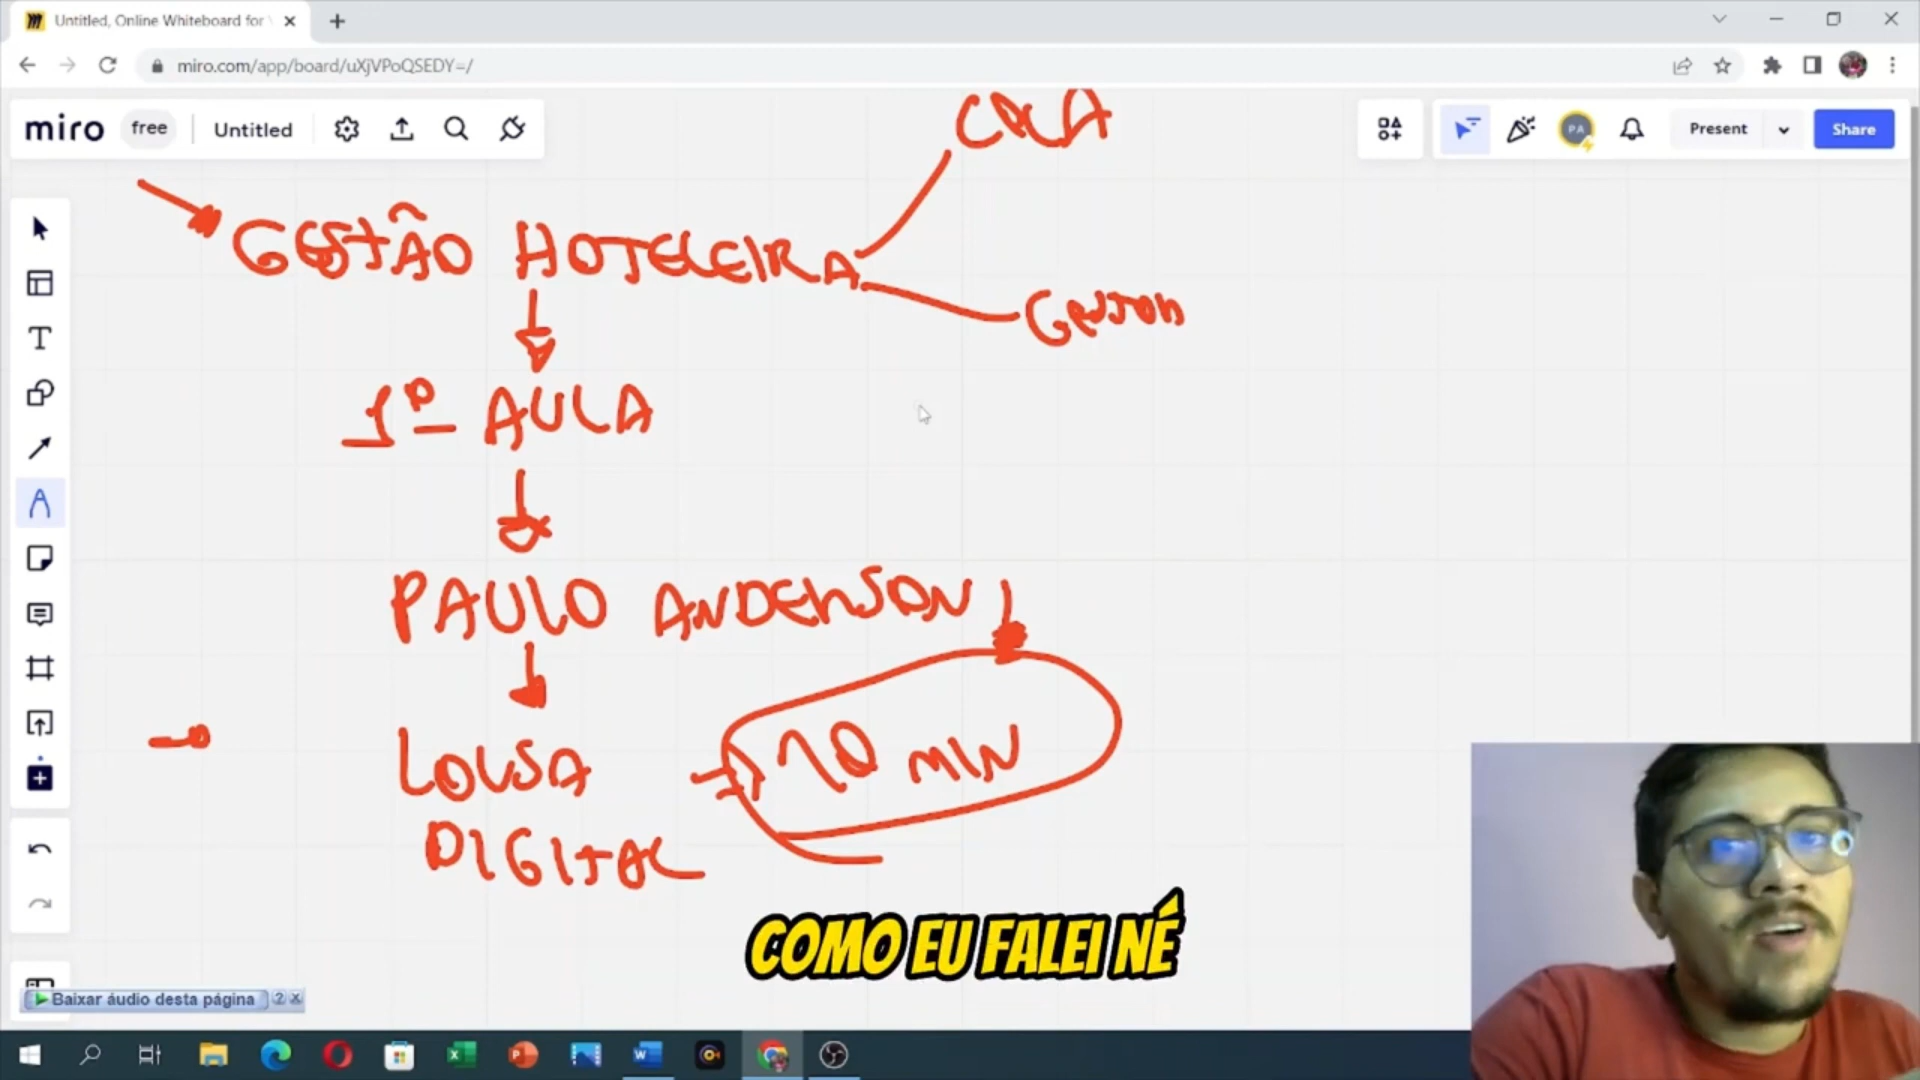 Untitled, Online Whiteboard for
miro.com/app/board/uXjVPoQSEDY=/
miro free Untitled
PA Present Share
GESTÃO HOTELEIRA
1º AULA
PAULO ANDERSON
LOUSA 10 MIN
DIGITAL
COMO EU FALEI NÉ
Baixar áudio desta página ? x